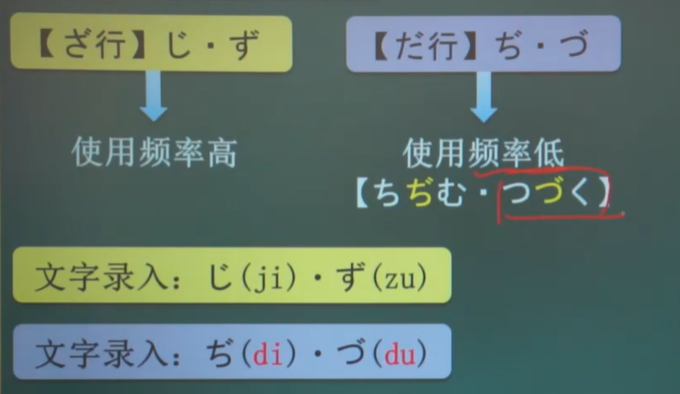 【ざ行】じ・ず
【だ行】ぢ・づ
使用频率高
使用频率低
【ちぢむ・つづく】
文字录入：じ(ji)・ず(zu)
文字录入：ぢ(di)・づ(du)